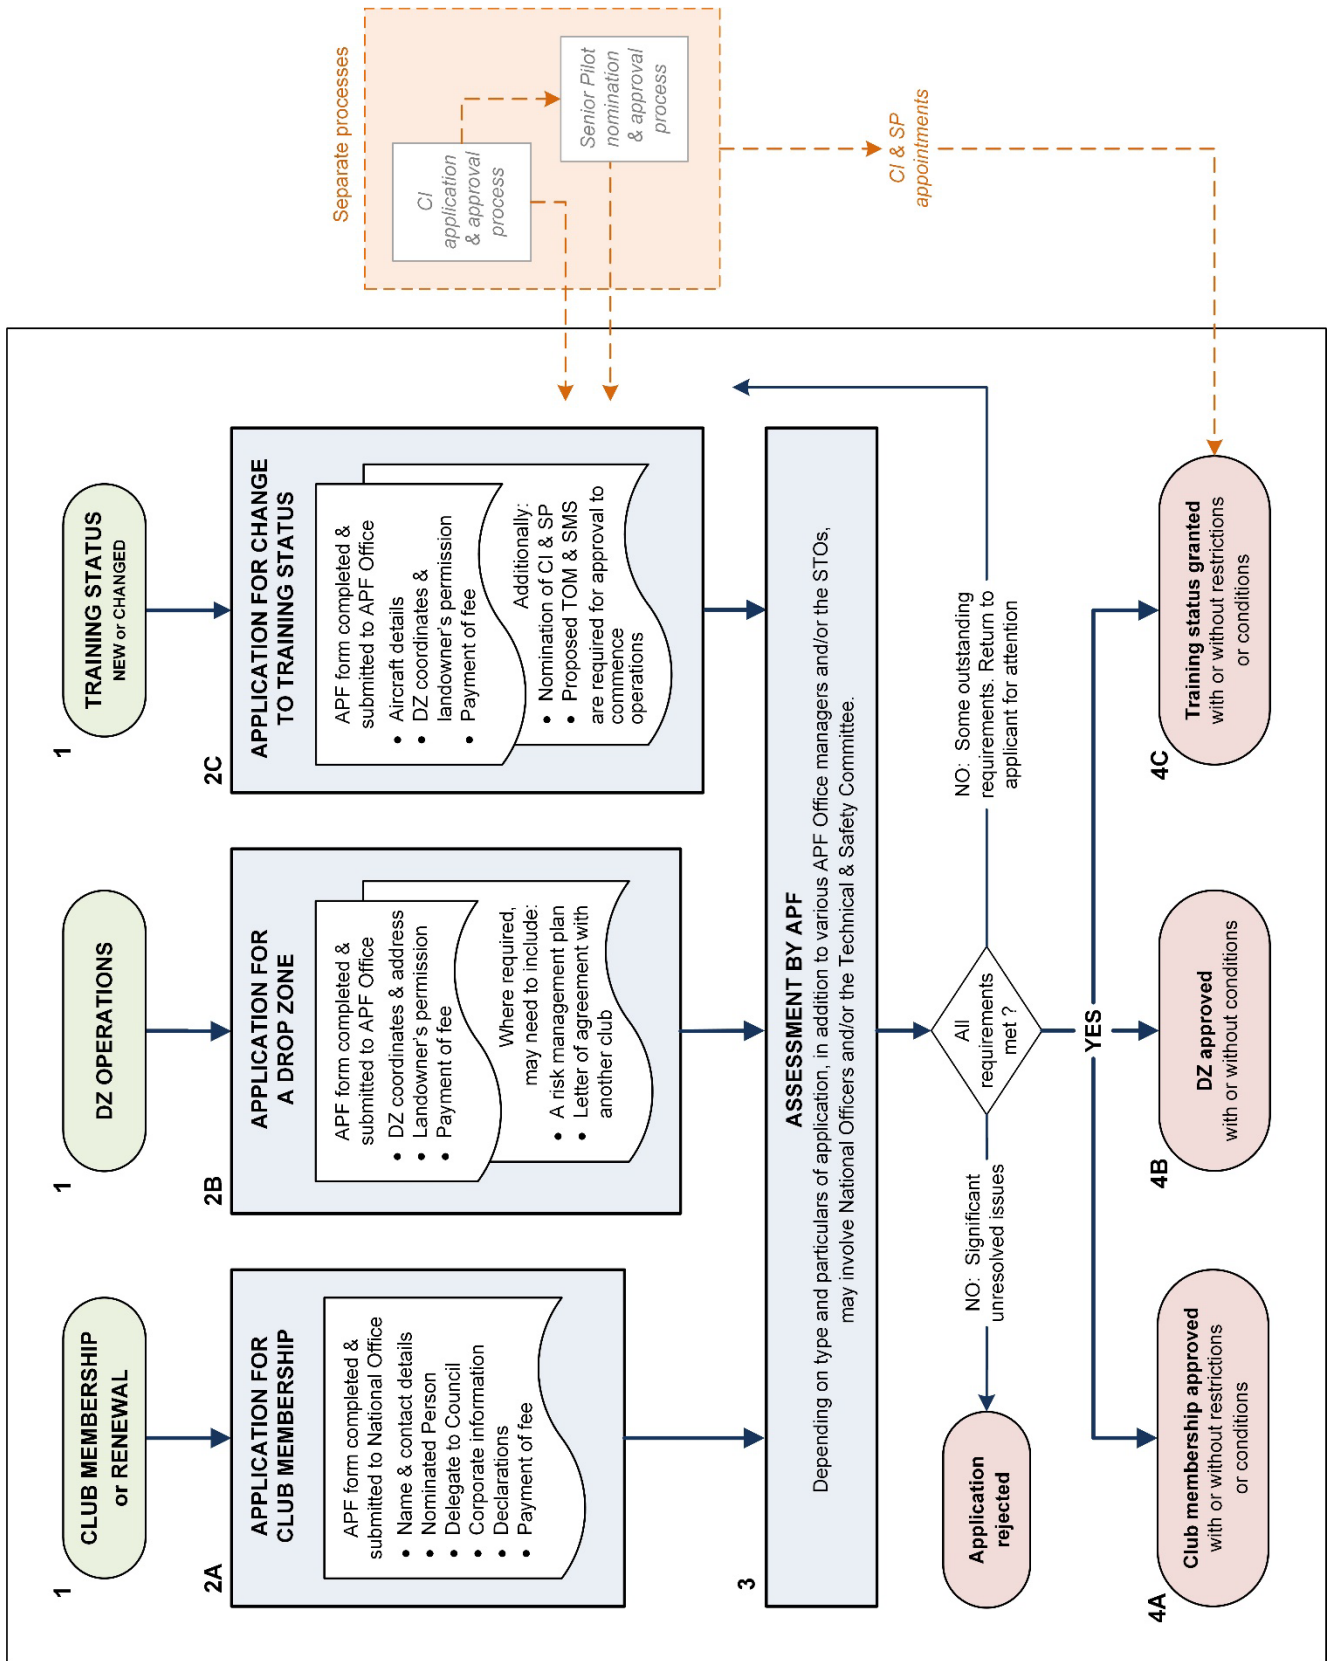 1
CLUB MEMBERSHIP
or RENEWAL
1
DZ OPERATIONS
1
TRAINING STATUS
NEW or CHANGED
2A
APPLICATION FOR
CLUB MEMBERSHIP
APF form completed &
submitted to National Office
• Name & contact details
• Nominated Person
• Delegate to Council
• Corporate information
• Declarations
• Payment of fee
2B
APPLICATION FOR
A DROP ZONE
APF form completed &
submitted to APF Office
• DZ coordinates & address
• Landowner's permission
• Payment of fee
Where required,
may need to include:
• A risk management plan
• Letter of agreement with
another club
2C
APPLICATION FOR CHANGE
TO TRAINING STATUS
APF form completed &
submitted to APF Office
• Aircraft details
• DZ coordinates &
landowner's permission
• Payment of fee
Additionally:
• Nomination of CI & SP
• Proposed TOM & SMS
are required for approval to
commence
operations
Separate processes
CI
application
& approval
process
Senior Pilot
nomination
& approval
process
CI & SP
appointments
3
ASSESSMENT BY APF
Depending on type and particulars of application, in addition to various APF Office managers and/or the STOs,
may involve National Officers and/or the Technical & Safety Committee.
All
requirements
met ?
NO: Significant
unresolved issues
NO: Some outstanding
requirements. Return to
applicant for attention
Application
rejected
YES
4A
Club membership approved
with or without restrictions
or conditions
4B
DZ approved
with or without conditions
4C
Training status granted
with or without restrictions
or conditions